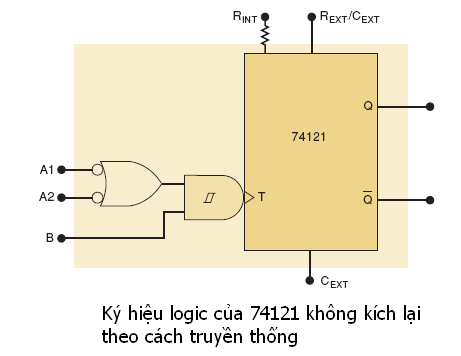 RINT
REXT/CEXT
Q
74121
A1
T
Q̅
A2
B
CEXT
Ký hiệu logic của 74121 không kích lại
theo cách truyền thống